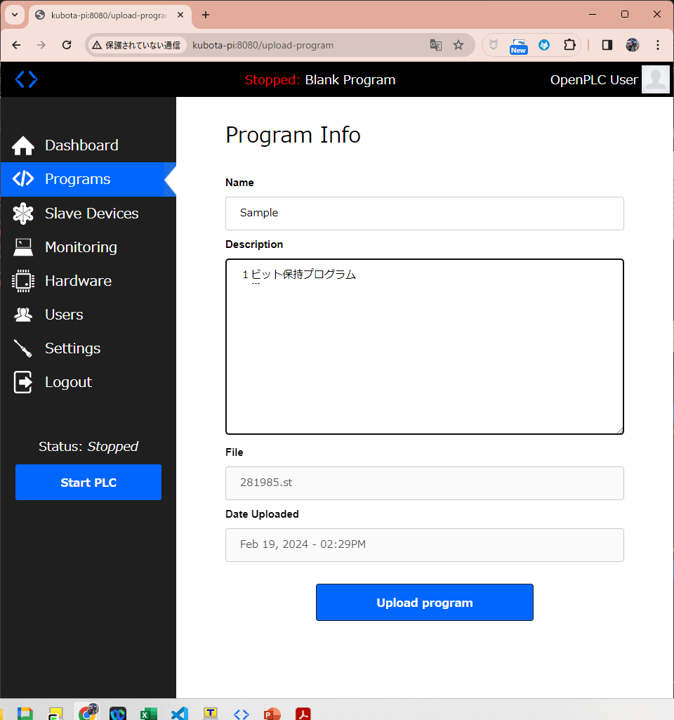 kubota-pi:8080/upload-progra
保護されていない通信
kubota-pi:8080/upload-program
New
Stopped: Blank Program
OpenPLC User
Dashboard
Programs
Slave Devices
Monitoring
Hardware
Users
Settings
Logout
Status: Stopped
Start PLC
Program Info
Name
Sample
Description
１ビット保持プログラム
File
281985.st
Date Uploaded
Feb 19, 2024 - 02:29PM
Upload program